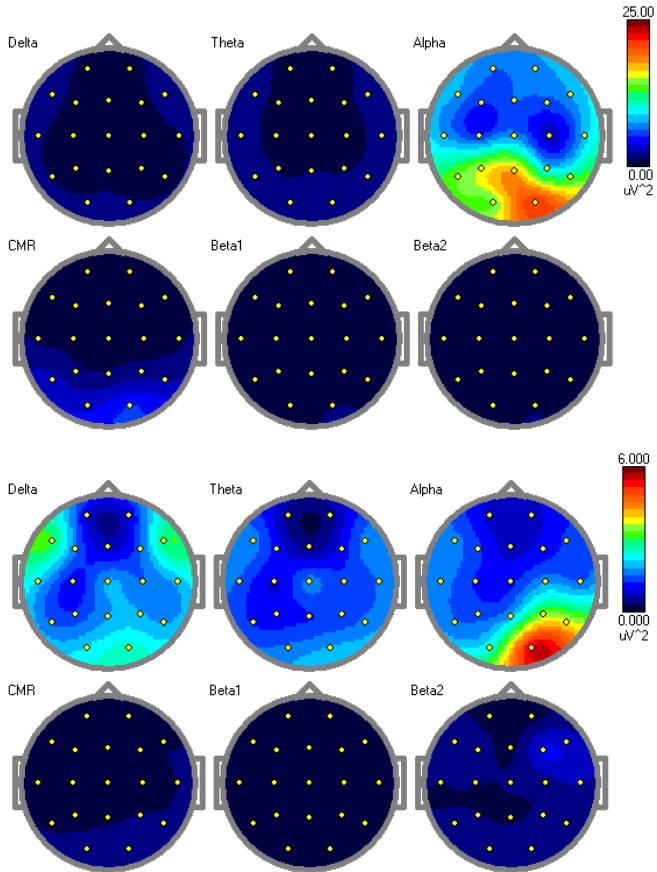 25.00
Delta Theta Alpha
0.00
uV^2
CMR Beta1 Beta2
6.000
Delta Theta Alpha
0.000
uV^2
CMR Beta1 Beta2